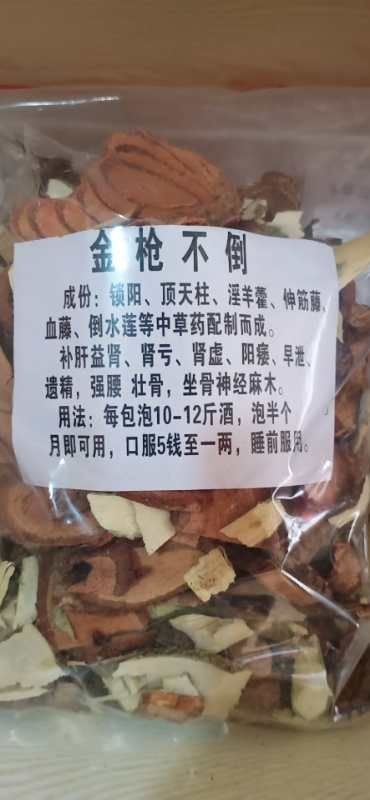 金枪不倒
成份：锁阳、顶天柱、淫羊藿、伸筋藤、
血藤、倒水莲等中草药配制而成。
补肝益肾、肾亏、肾虚、阳痿、早泄、
遗精，强腰 壮骨，坐骨神经麻木。
用法：每包泡10-12斤酒，泡半个
月即可用，口服5钱至一两，睡前服用。